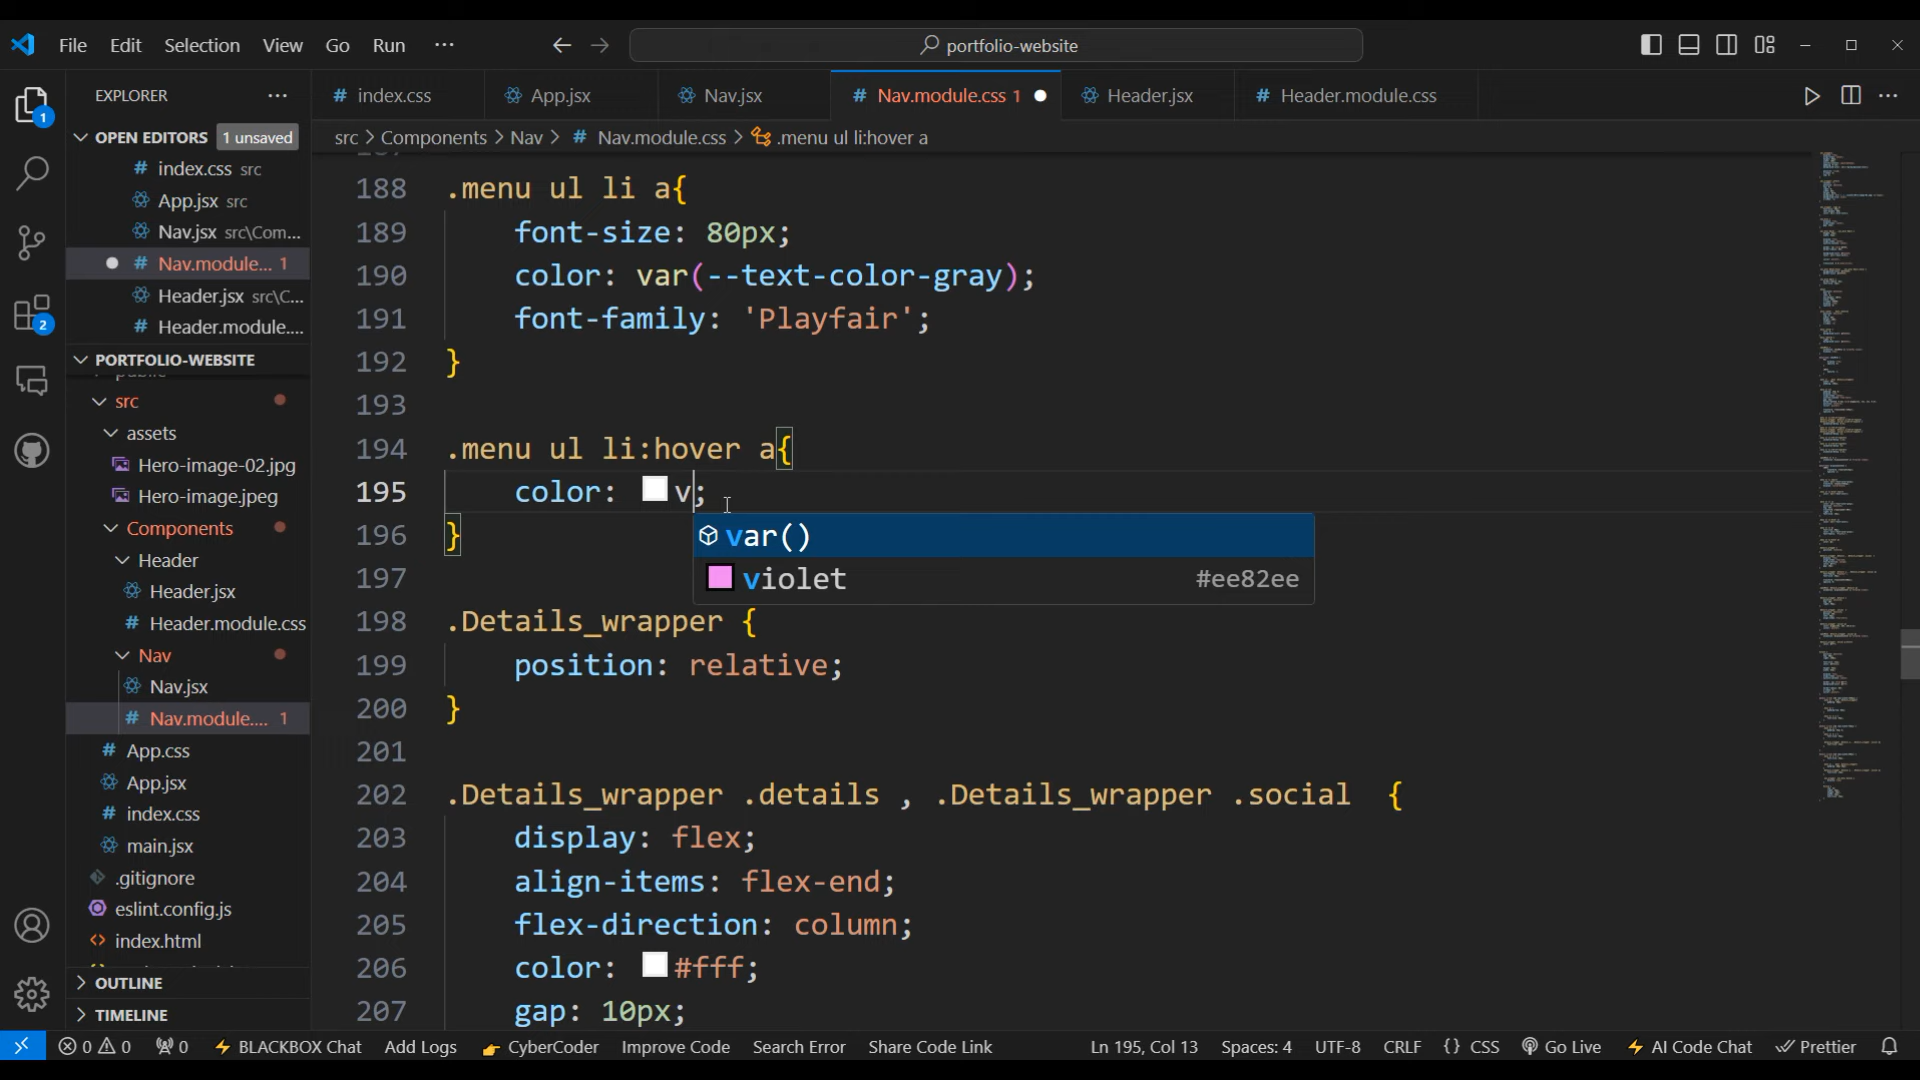 File Edit Selection View Go Run ··· portfolio-website
EXPLORER ···
# index.css App.jsx Nav.jsx # Nav.module.css 1 Header.jsx # Header.module.css ···
OPEN EDITORS 1 unsaved
src > Components > Nav > # Nav.module.css > .menu ul li:hover a
# index.css src
App.jsx src
Nav.jsx src\Com...
# Nav.module... 1
Header.jsx src\C...
# Header.module....
PORTFOLIO-WEBSITE
public
src
assets
Hero-image-02.jpg
Hero-image.jpeg
Components
Header
Header.jsx
# Header.module.css
Nav
Nav.jsx
# Nav.module.... 1
# App.css
App.jsx
# index.css
main.jsx
.gitignore
eslint.config.js
<> index.html
OUTLINE
TIMELINE
188 .menu ul li a{
189 font-size: 80px;
190 color: var(--text-color-gray);
191 font-family: 'Playfair';
192 }
193
194 .menu ul li:hover a{
195 color: v;
var()
violet #ee82ee
196 }
197
198 .Details_wrapper {
199 position: relative;
200 }
201
202 .Details_wrapper .details , .Details_wrapper .social {
203 display: flex;
204 align-items: flex-end;
205 flex-direction: column;
206 color: #fff;
207 gap: 10px;
1
2
0 0 0 BLACKBOX Chat Add Logs CyberCoder Improve Code Search Error Share Code Link Ln 195, Col 13 Spaces: 4 UTF-8 CRLF {} CSS Go Live AI Code Chat Prettier